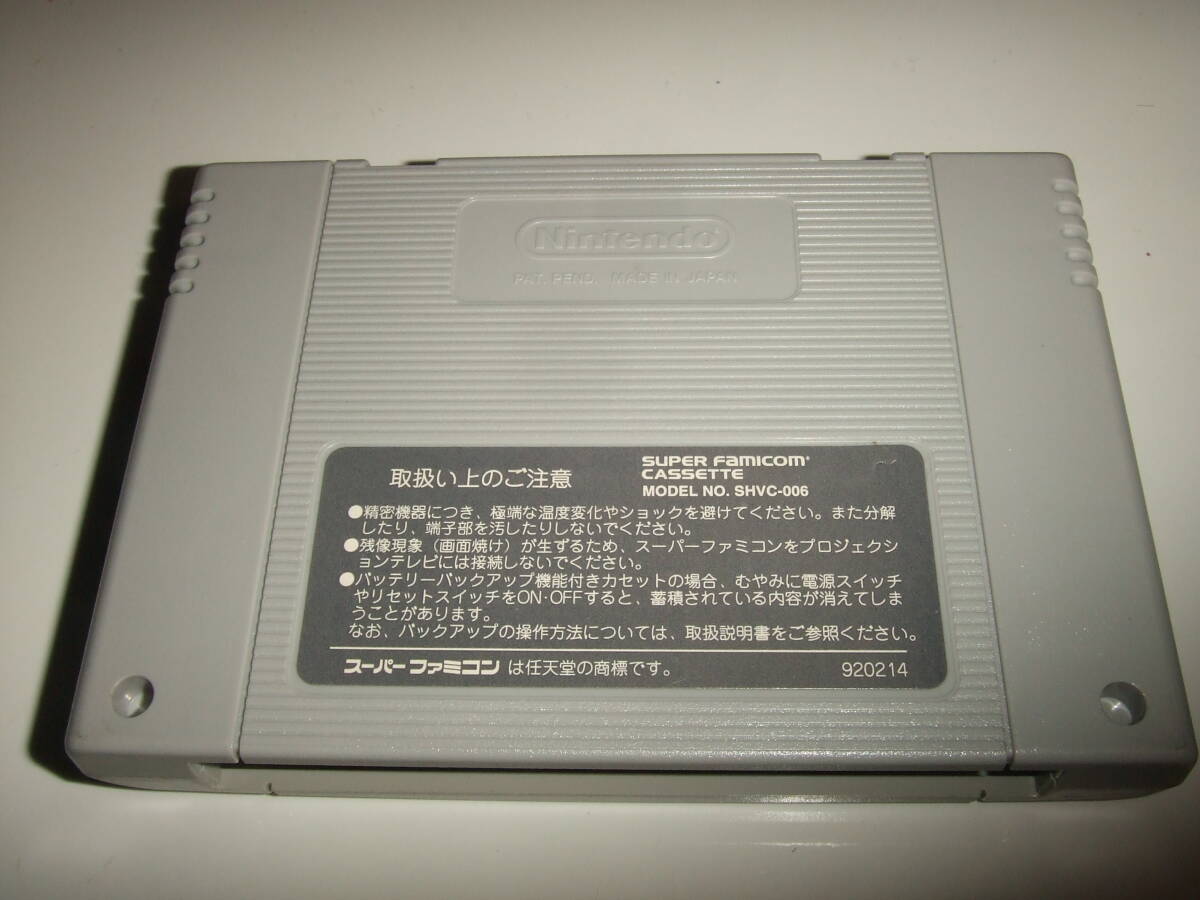 Nintendo
PAT. PEND. MADE IN JAPAN
取扱い上のご注意
SUPER Famicom
CASSETTE
MODEL NO. SHVC-006
●精密機器につき、極端な温度変化やショックを避けてください。また分解
したり、端子部を汚したりしないでください。
●残像現象（画面焼け）が生ずるため、スーパーファミコンをプロジェクシ
ョンテレビには接続しないでください。
●バッテリーバックアップ機能付きカセットの場合、むやみに電源スイッチ
やリセットスイッチをON·OFFすると、蓄積されている内容が消えてしま
うことがあります。
なお、バックアップの操作方法については、取扱説明書をご参照ください。
スーパーファミコン は任天堂の商標です。
920214